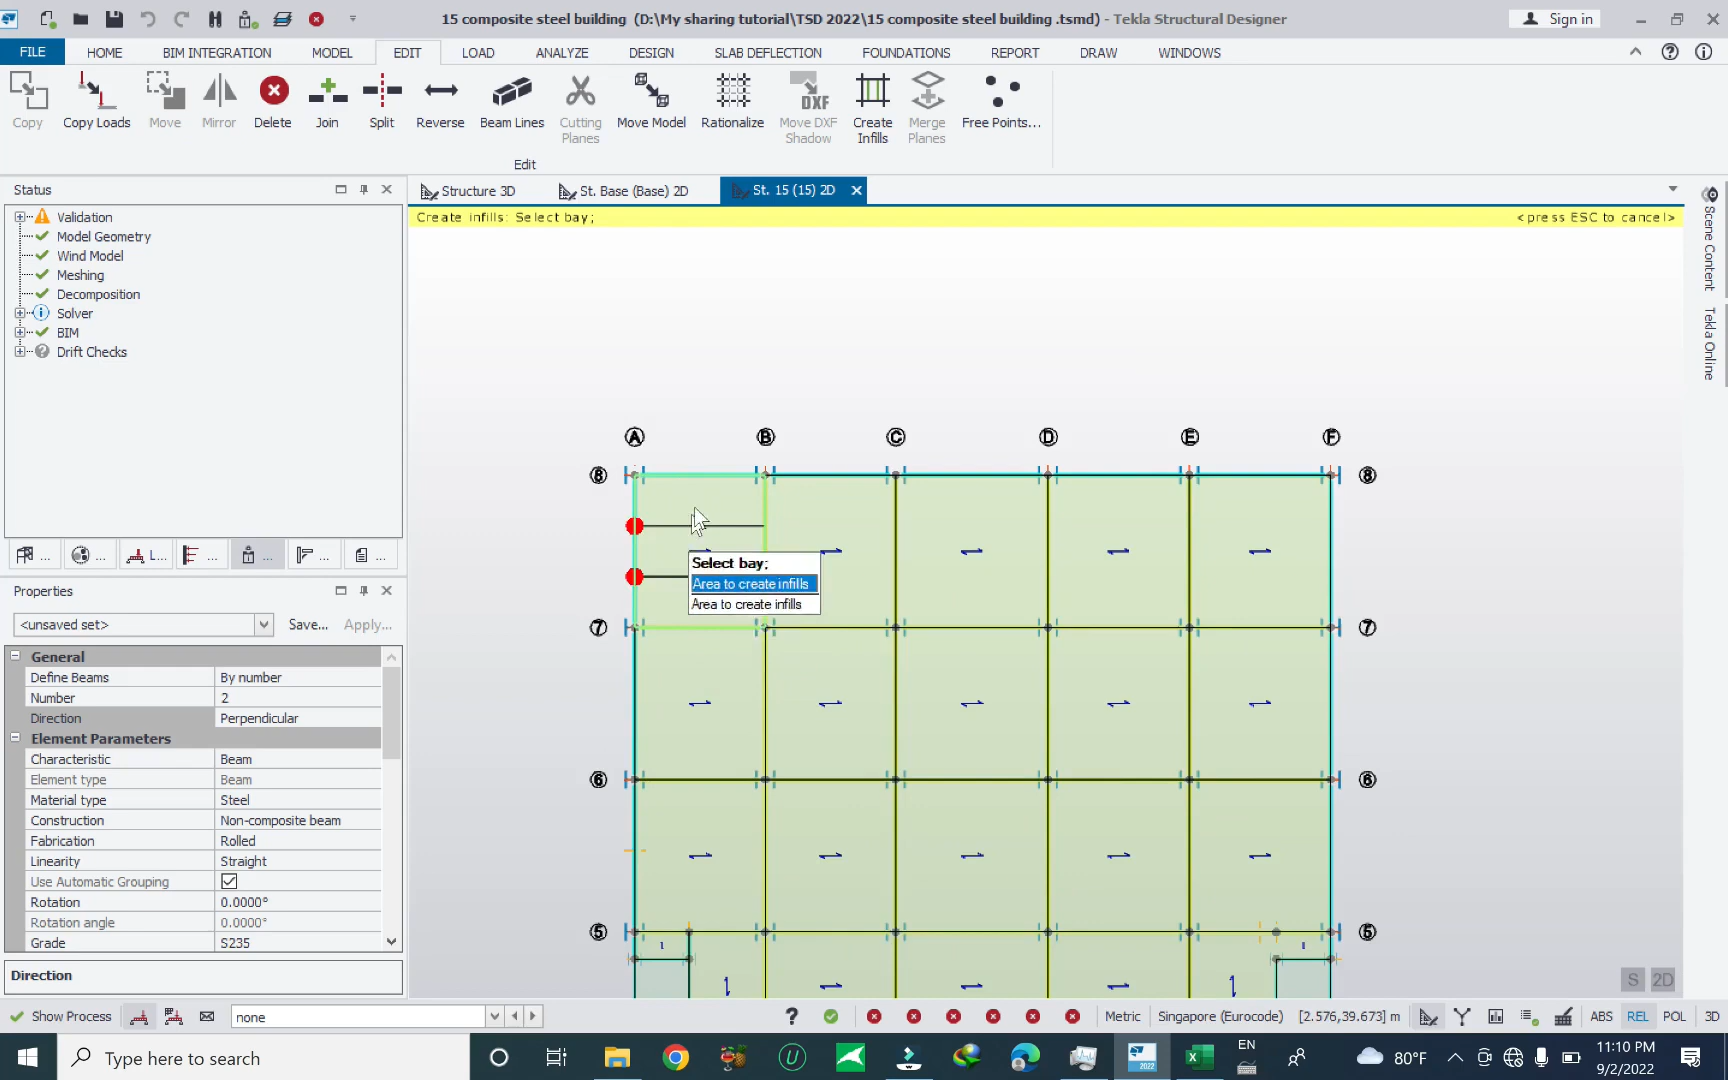 15 composite steel building (D:\My sharing tutorial\TSD 2022\15 composite steel building .tsmd) - Tekla Structural Designer
Sign in
FILE HOME BIM INTEGRATION MODEL EDIT LOAD ANALYZE DESIGN SLAB DEFLECTION FOUNDATIONS REPORT DRAW WINDOWS
Copy Copy Loads Move Mirror Delete Join Split Reverse Beam Lines Cutting Planes Move Model Rationalize Move DXF Shadow Create Infills Merge Planes Free Points...
Edit
Status
Structure 3D St. Base (Base) 2D St. 15 (15) 2D
Create infills: Select bay; <press ESC to cancel>
Validation
Model Geometry
Wind Model
Meshing
Decomposition
Solver
BIM
Drift Checks
Scene Content
Tekla Online
A B C D E F
8 8
Select bay;
Area to create infills
Area to create infills
7 7
6 6
5 5
1 1
L...
Properties
<unsaved set> Save... Apply...
General
Define Beams By number
Number 2
Direction Perpendicular
Element Parameters
Characteristic Beam
Element type Beam
Material type Steel
Construction Non-composite beam
Fabrication Rolled
Linearity Straight
Use Automatic Grouping
Rotation 0.0000°
Rotation angle 0.0000°
Grade S235
Direction
S 2D
Show Process none Metric Singapore (Eurocode) [2.576,39.673] m ABS REL POL 3D
Type here to search
2022
EN
80°F
11:10 PM
9/2/2022